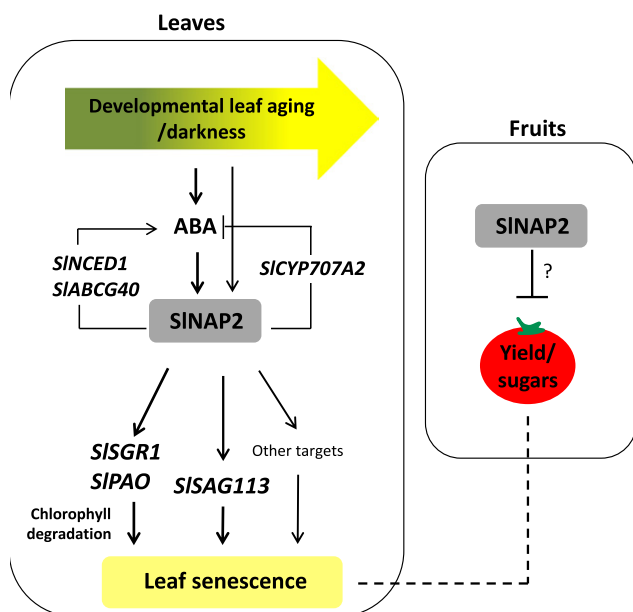 Leaves
Developmental leaf aging
/darkness
ABA
SlNCED1
SlABCG40
SlCYP707A2
SlNAP2
SlSGR1
SlPAO
SlSAG113
Other targets
Chlorophyll
degradation
Leaf senescence
Fruits
SlNAP2
?
Yield/
sugars